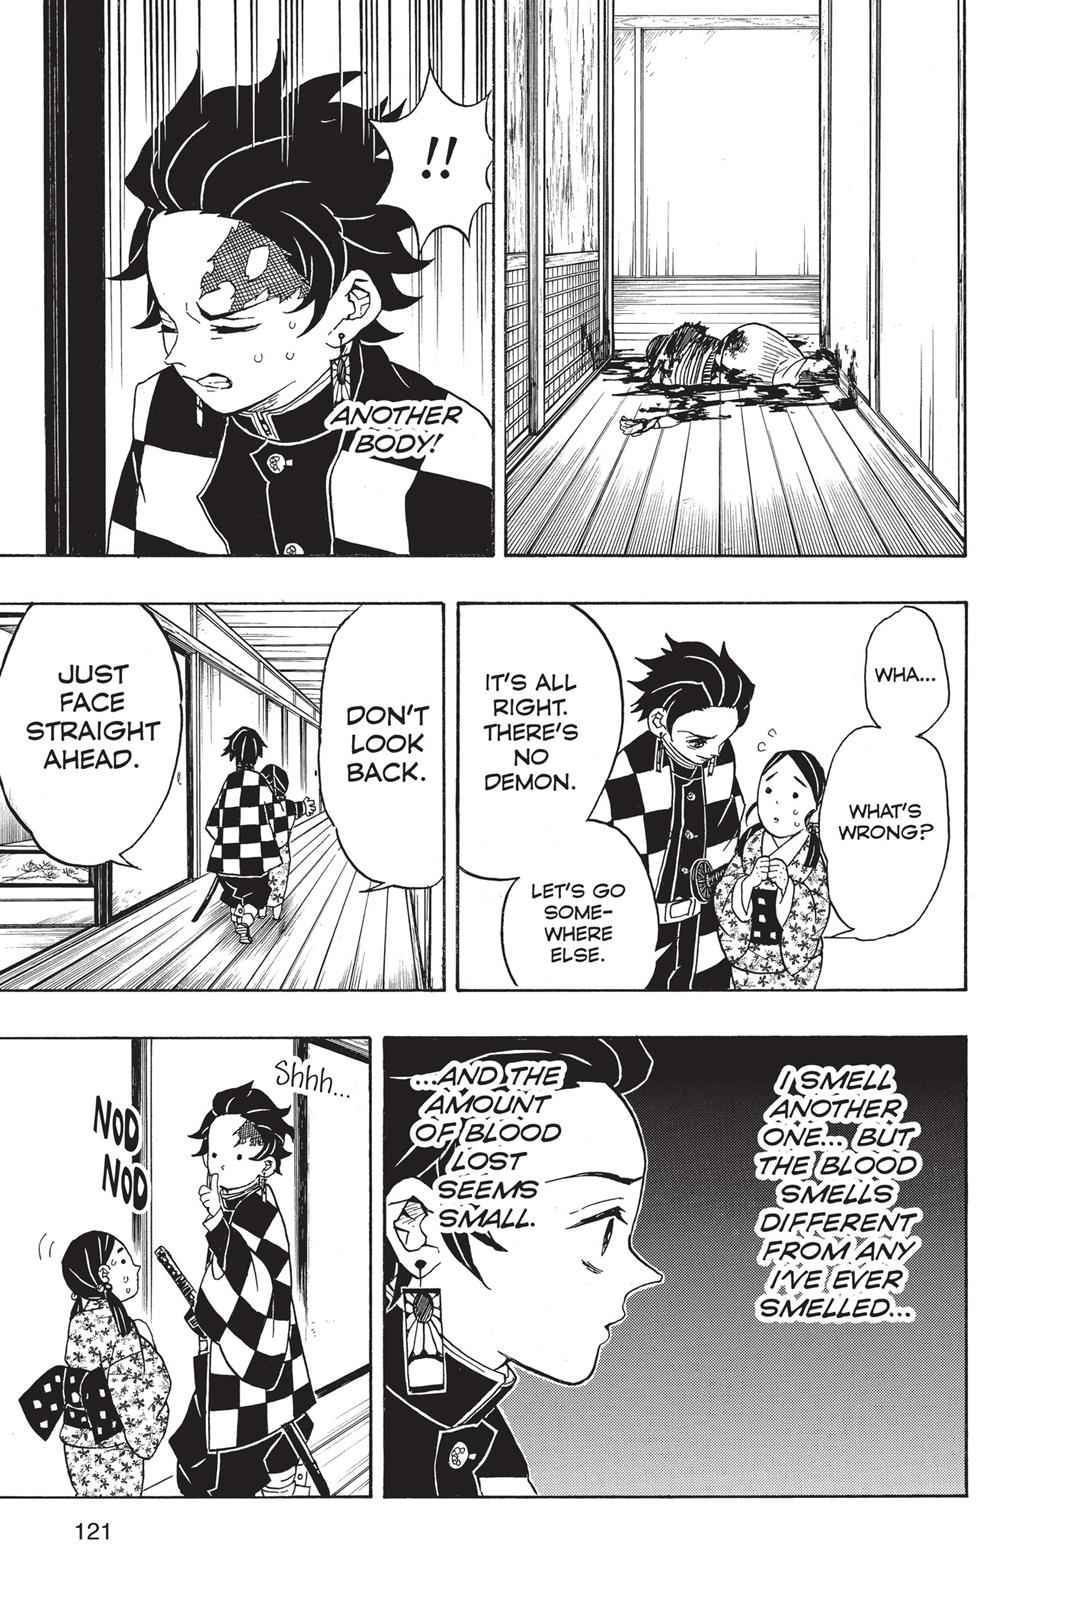 !!
ANOTHER
BODY!
WHA...
WHAT'S
WRONG?
IT'S ALL
RIGHT.
THERE'S
NO
DEMON.
LET'S GO
SOME-
WHERE
ELSE.
DON'T
LOOK
BACK.
JUST
FACE
STRAIGHT
AHEAD.
I SMELL
ANOTHER
ONE... BUT
THE BLOOD
SMELLS
DIFFERENT
FROM ANY
I'VE EVER
SMELLED...
...AND THE
AMOUNT
OF BLOOD
LOST
SEEMS
SMALL.
Shhh...
NOD
NOD
121